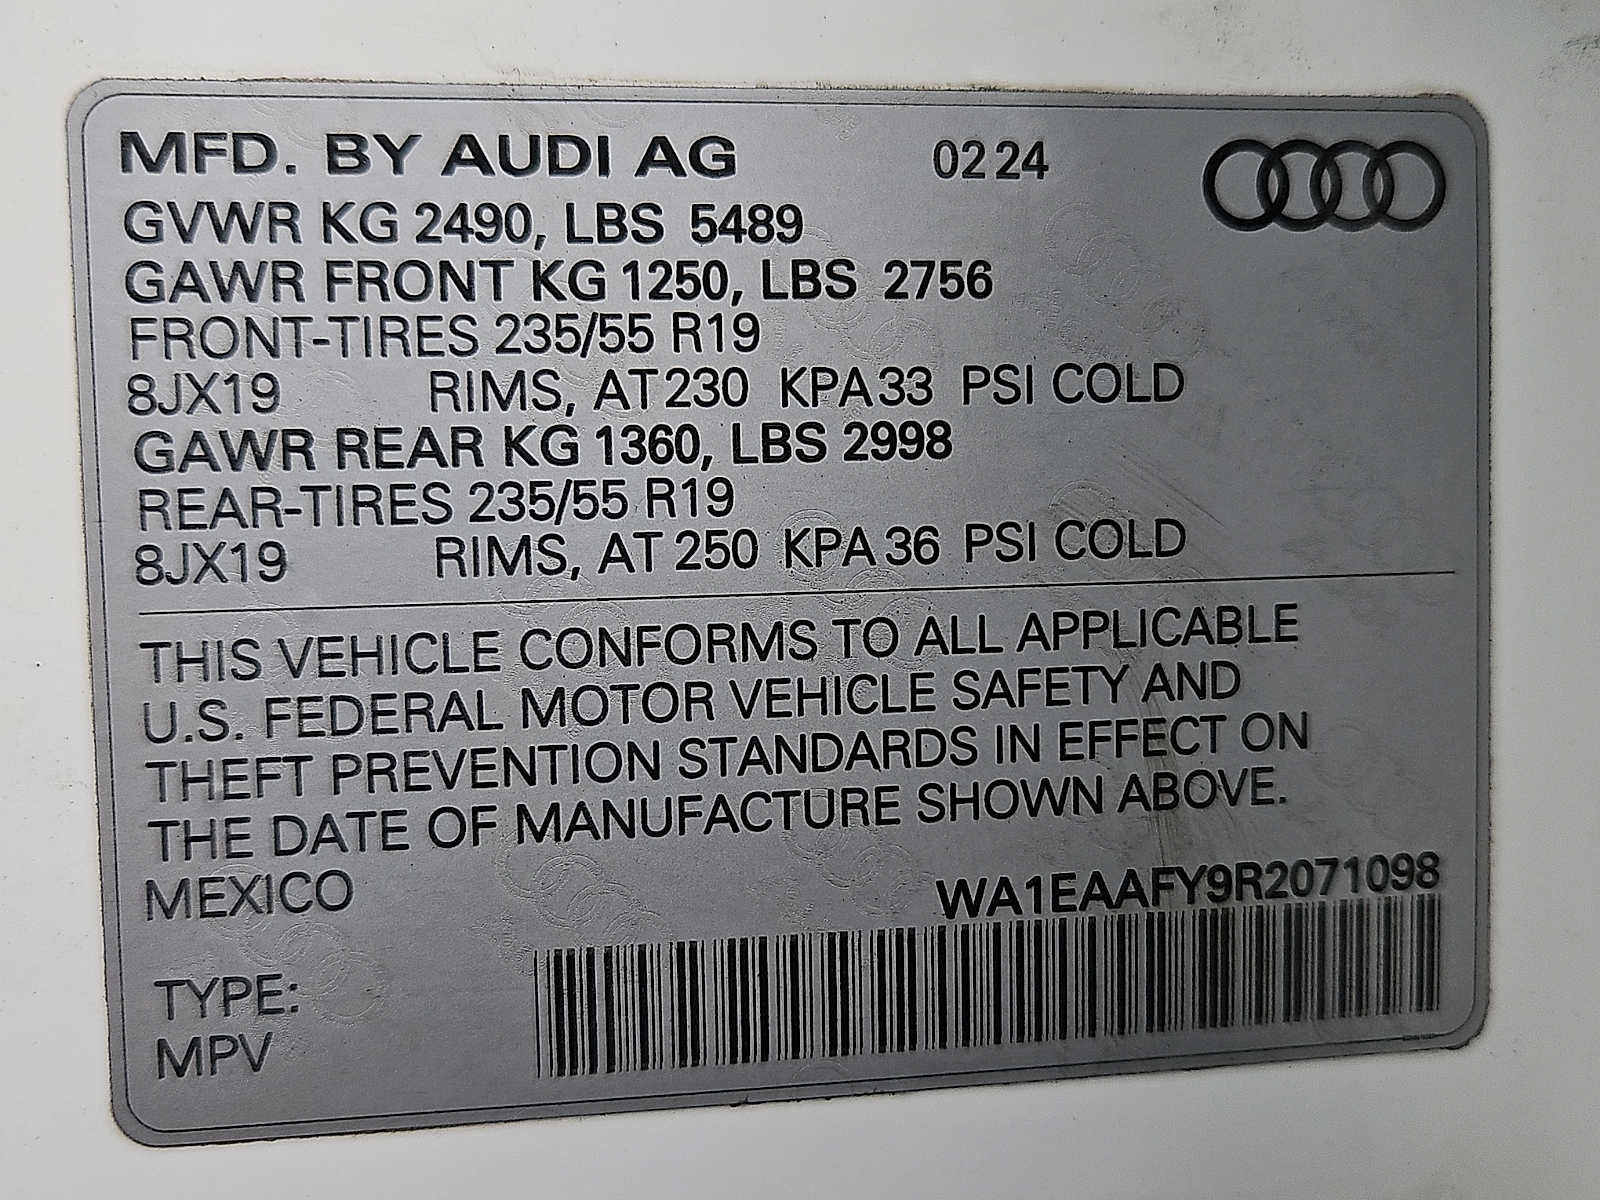 MFD. BY AUDI AG 02 24
GVWR KG 2490, LBS 5489
GAWR FRONT KG 1250, LBS 2756
FRONT-TIRES 235/55 R19
8JX19 RIMS, AT 230 KPA 33 PSI COLD
GAWR REAR KG 1360, LBS 2998
REAR-TIRES 235/55 R19
8JX19 RIMS, AT 250 KPA 36 PSI COLD
THIS VEHICLE CONFORMS TO ALL APPLICABLE
U.S. FEDERAL MOTOR VEHICLE SAFETY AND
THEFT PREVENTION STANDARDS IN EFFECT ON
THE DATE OF MANUFACTURE SHOWN ABOVE.
MEXICO WA1EAAFY9R2071098
TYPE:
MPV